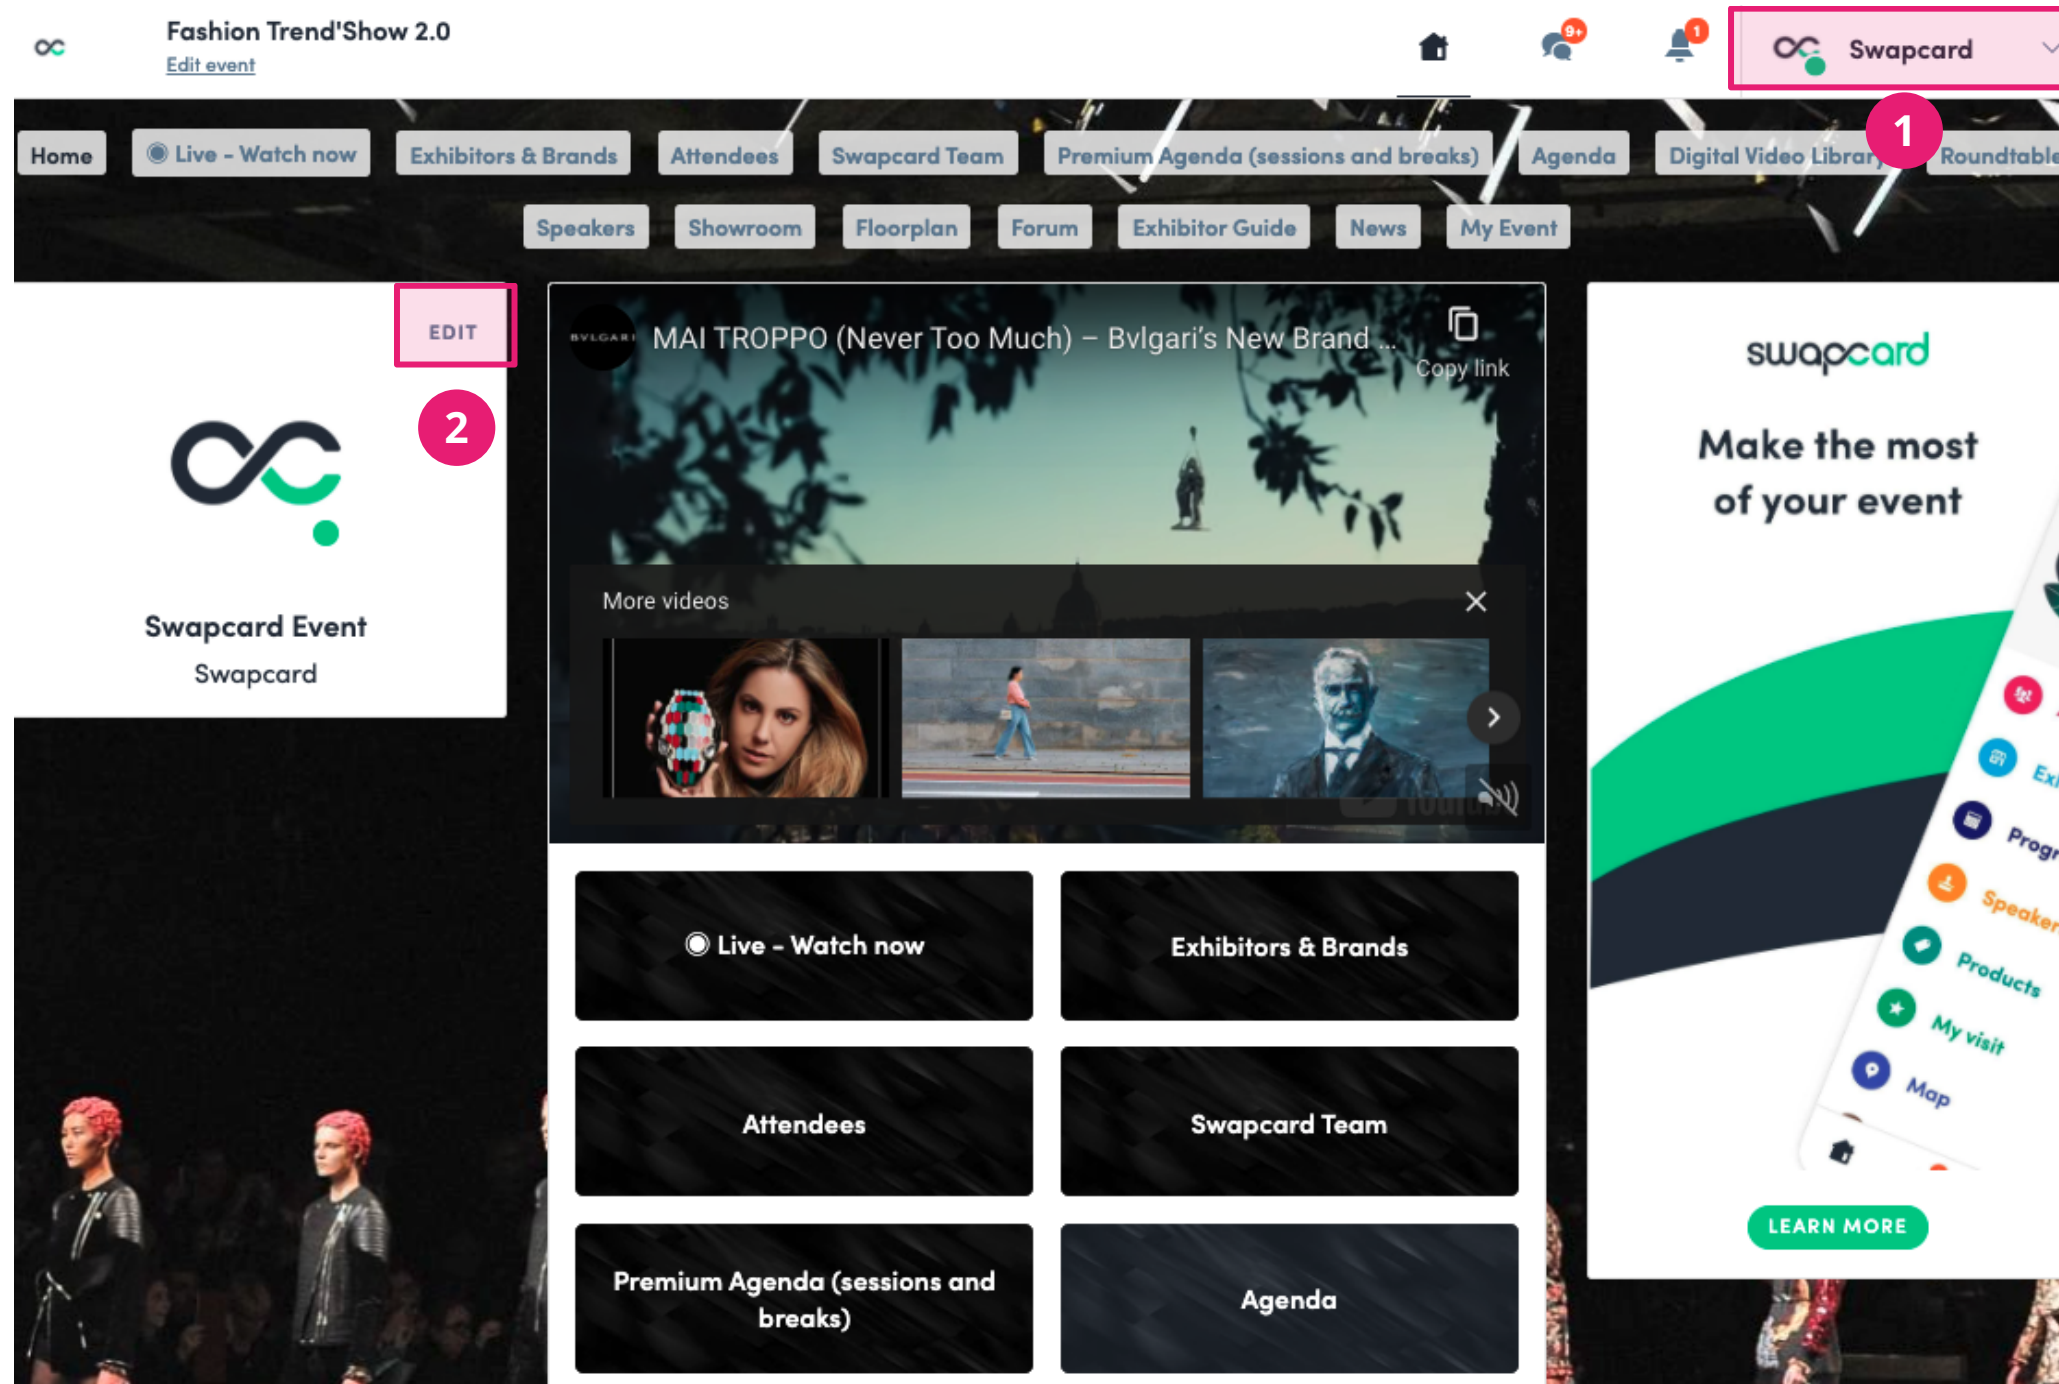 Fashion Trend'Show 2.0
Edit event
9+
1
Swapcard
1
Home
Live - Watch now
Exhibitors & Brands
Attendees
Swapcard Team
Premium Agenda (sessions and breaks)
Agenda
Digital Video Library
Roundtable
Speakers
Showroom
Floorplan
Forum
Exhibitor Guide
News
My Event
EDIT
2
Swapcard Event
Swapcard
BVLGARI
MAI TROPPO (Never Too Much) – Bvlgari's New Brand ...
Copy link
More videos
Live - Watch now
Exhibitors & Brands
Attendees
Swapcard Team
Premium Agenda (sessions and
breaks)
Agenda
swapcard
Make the most
of your event
Progr
Speaker
Products
My visit
Map
LEARN MORE